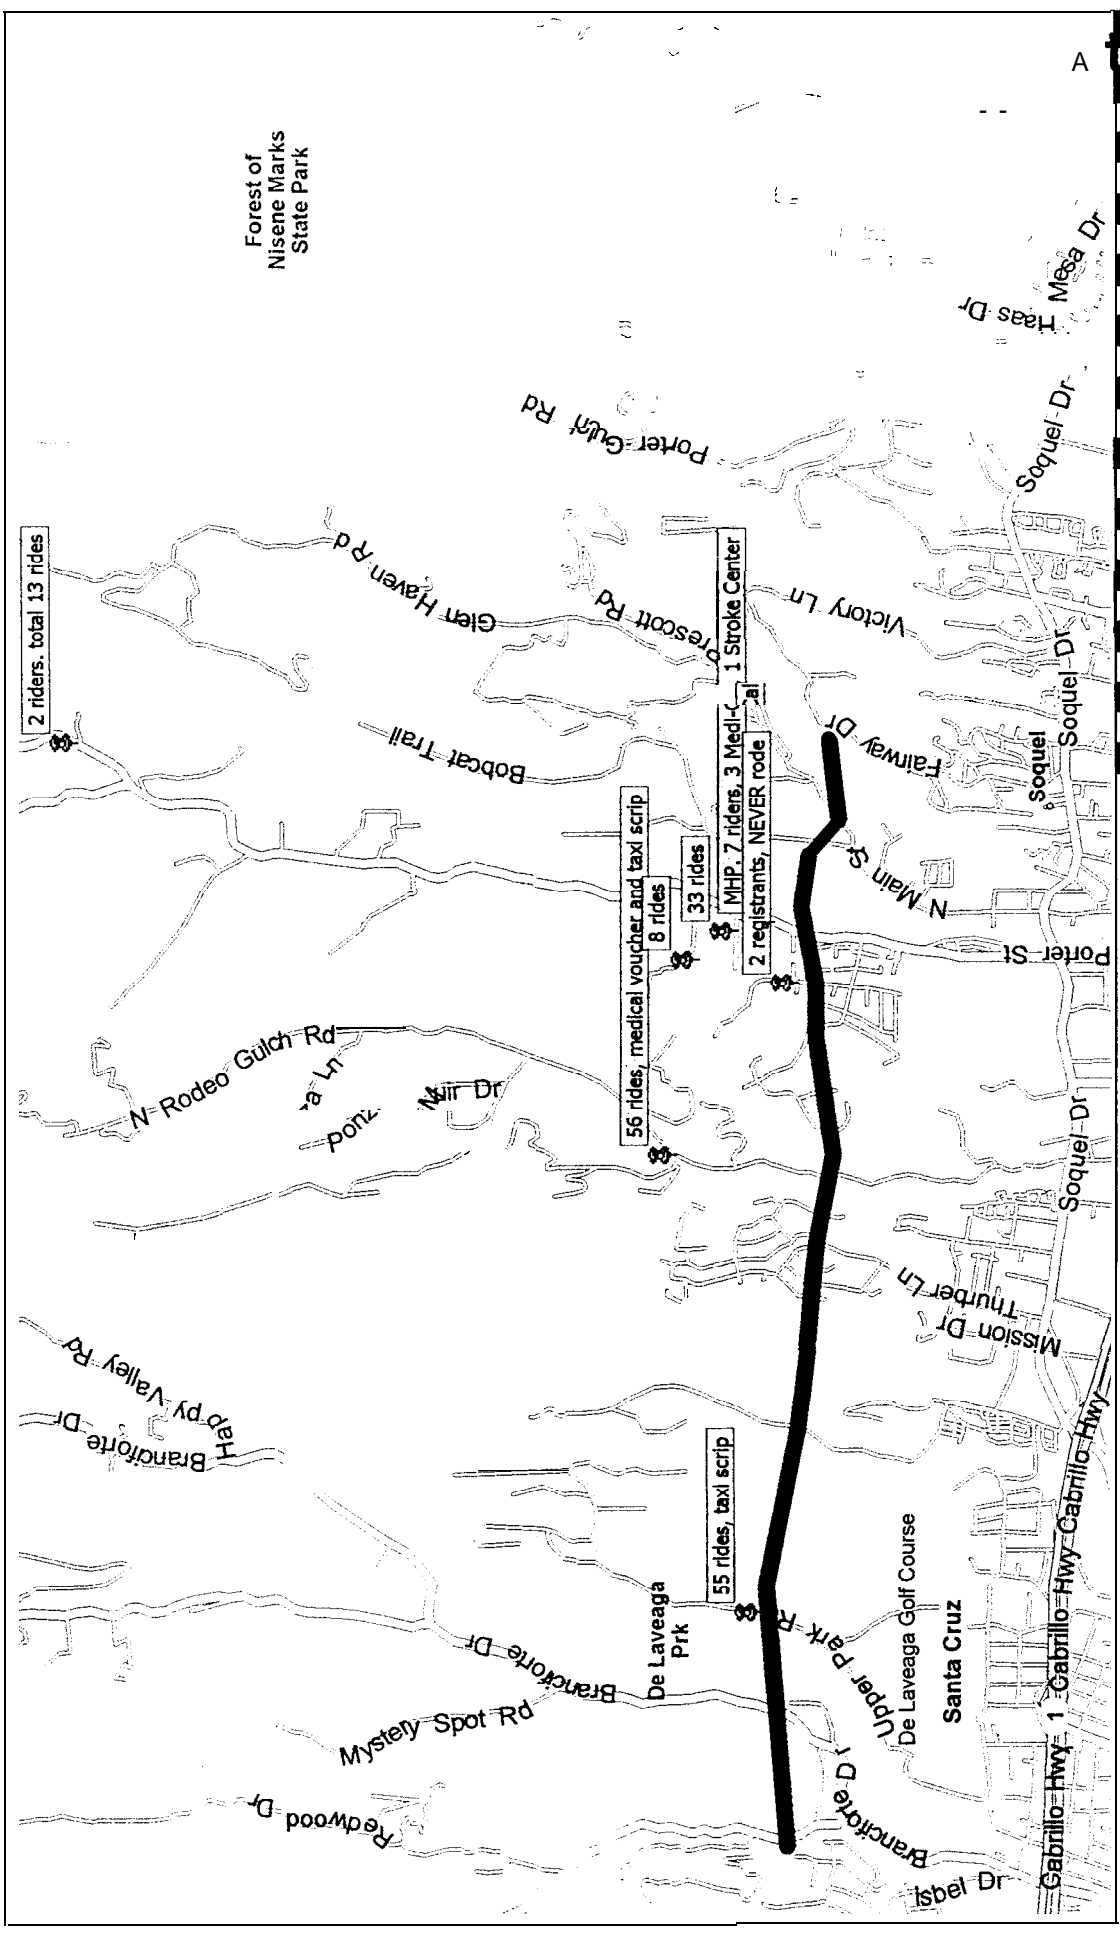 A
Forest of
Nisene Marks
State Park
Mesa Dr
Haas Dr
Porter Gulch Rd
Soquel Dr
2 riders. total 13 rides
Glen Haven Rd
Prescott Rd
1 Stroke Center
Victory Ln
Bobcat Trail
Fairway Dr
Soquel Dr
Soquel
56 rides, medical voucher and taxi scrip
8 rides
33 rides
MHP. 7 riders, 3 Medi-Cal
2 registrants, NEVER rode
N Main St
Porter St
N Rodeo Gulch Rd
a Ln
Ponz
Muir Dr
Soquel Dr
Thurber Ln
Mission Dr
Happy Valley Rd
Branciforte Dr
55 rides, taxi scrip
De Laveaga
Prk
Upper Park R
De Laveaga Golf Course
Santa Cruz
Branciforte Dr
Mystery Spot Rd
Redwood Dr
Branciforte Dr
Isbel Dr
Cabrillo Hwy 1 Cabrillo Hwy Cabrillo Hwy